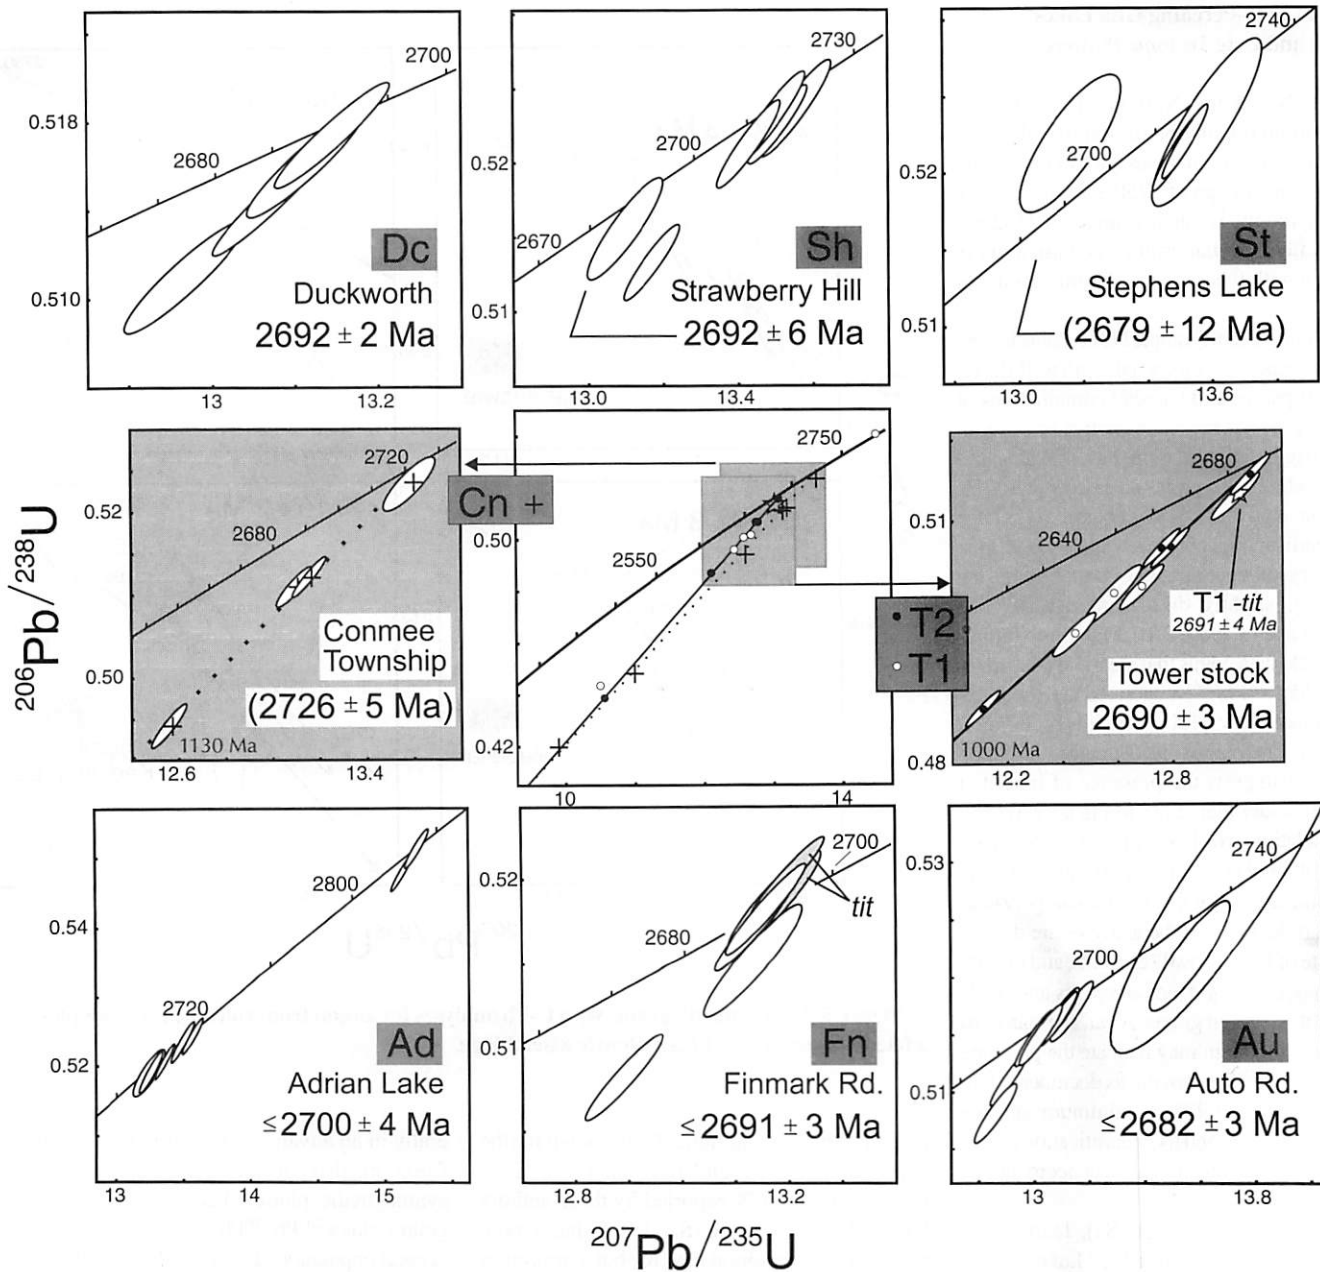 2700
0.518
2680
Dc
0.510
Duckworth
2692 ± 2 Ma
13
13.2
2730
2700
0.52
2670
Sh
Strawberry Hill
0.51
2692 ± 6 Ma
13.0
13.4
2740
2700
0.52
St
Stephens Lake
0.51
(2679 ± 12 Ma)
13.0
13.6
206Pb/238U
2720
0.52
2680
Conmee
Township
0.50
(2726 ± 5 Ma)
1130 Ma
12.6
13.4
Cn +
2750
0.50
2550
0.42
10
14
T2
T1
2680
0.51
2640
T1 -tit
2691 ± 4 Ma
Tower stock
2690 ± 3 Ma
1000 Ma
0.48
12.2
12.8
2800
0.54
2720
Ad
0.52
Adrian Lake
≤ 2700 ± 4 Ma
13
14
15
2700
0.52
tit
2680
0.51
Fn
Finmark Rd.
≤ 2691 ± 3 Ma
12.8
13.2
2740
0.53
2700
Au
0.51
Auto Rd.
≤ 2682 ± 3 Ma
13
13.8
207Pb/235U